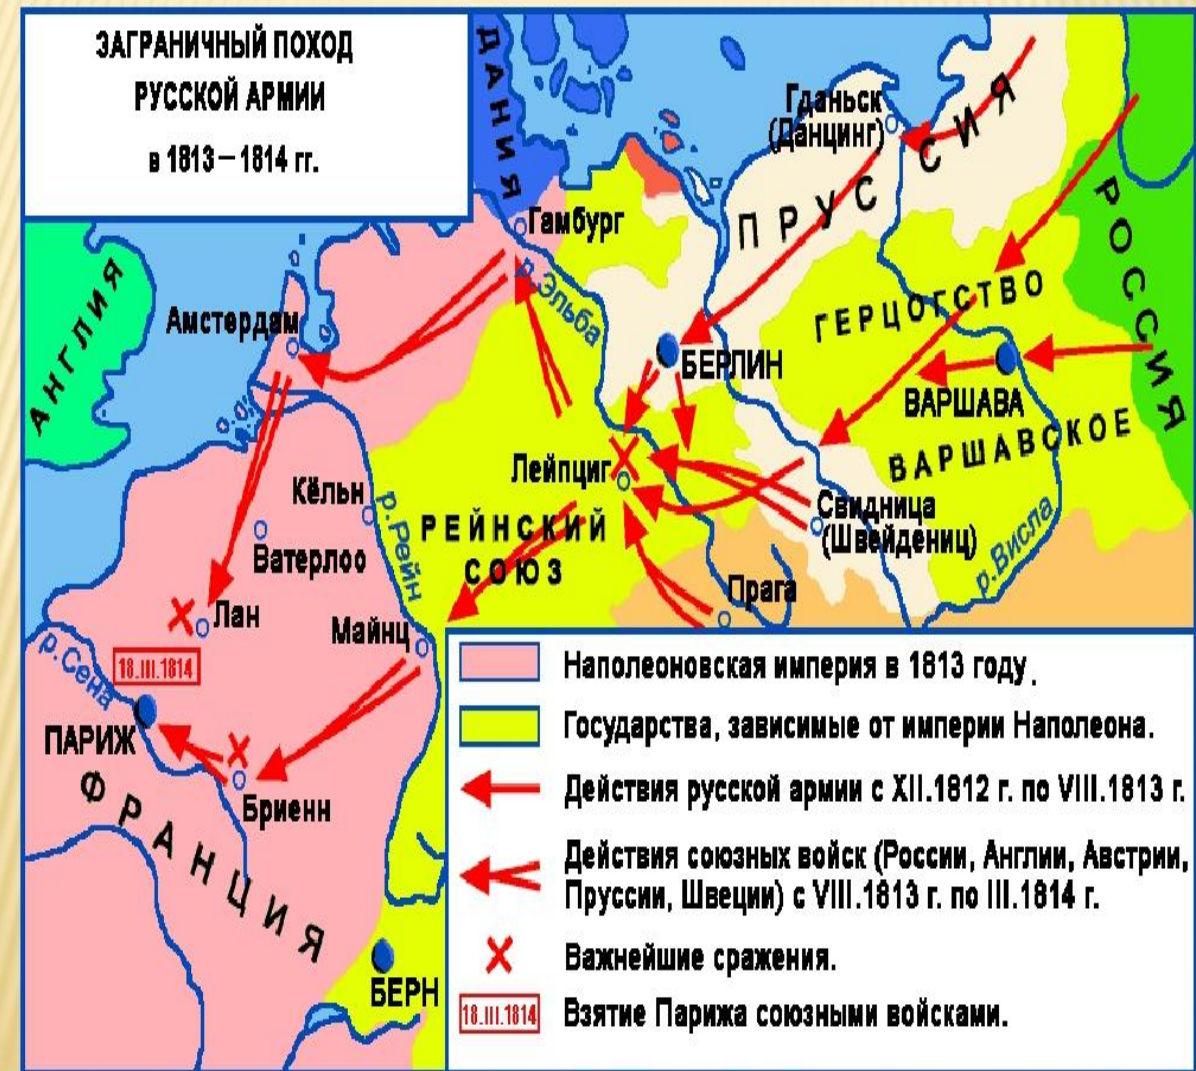 ЗАГРАНИЧНЫЙ ПОХОД
РУССКОЙ АРМИИ
в 1813–1814 гг.
ДАНИЯ
АНГЛИЯ
Гданьск
(Данцинг)
ПРУССИЯ
РОССИЯ
Гамбург
р.Эльба
Амстердам
БЕРЛИН
ГЕРЦОГСТВО
ВАРШАВА
ВАРШАВСКОЕ
Лейпциг
Кёльн
р.Рейн
РЕЙНСКИЙ
СОЮЗ
Свидница
(Швейдениц)
р.Висла
Ватерлоо
Прага
Лан
Майнц
р.Сена
18.III.1814
ПАРИЖ
Бриенн
ФРАНЦИЯ
БЕРН
Наполеоновская империя в 1813 году.
Государства, зависимые от империи Наполеона.
Действия русской армии с XII.1812 г. по VIII.1813 г.
Действия союзных войск (России, Англии, Австрии,
Пруссии, Швеции) с VIII.1813 г. по III.1814 г.
Важнейшие сражения.
18.III.1814 Взятие Парижа союзными войсками.